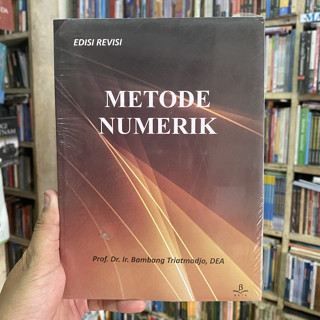 EDISI REVISI
METODE
NUMERIK
Prof. Dr. Ir. Bambang Triatmodjo, DEA